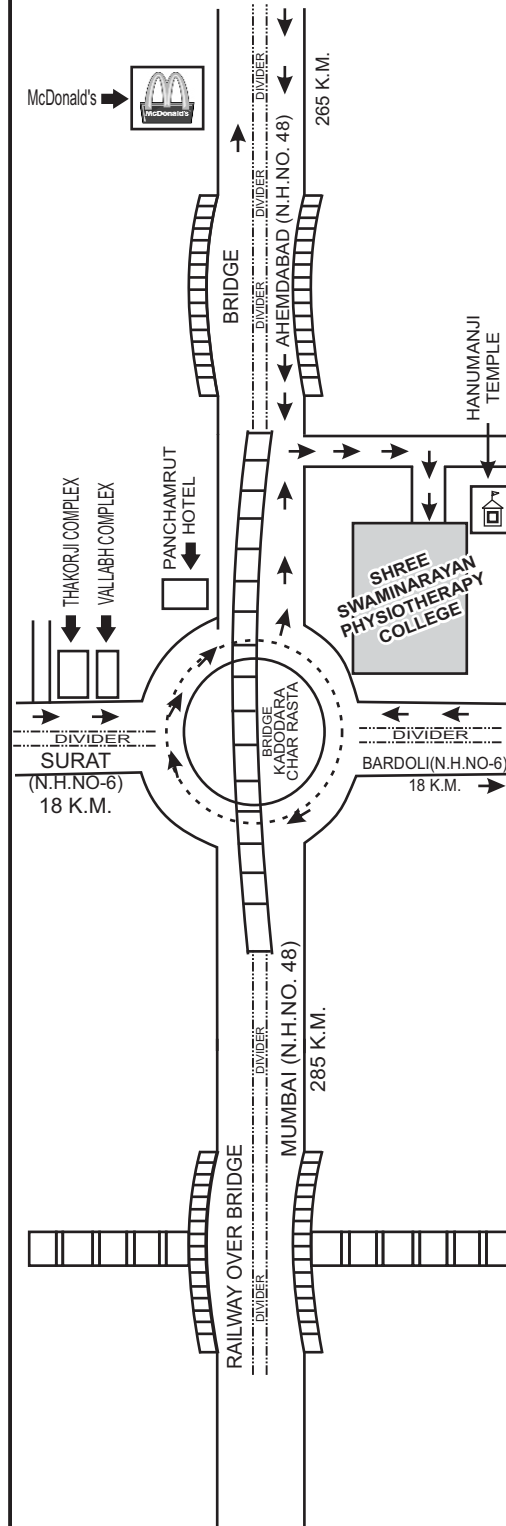 McDonald's
McDonald's
DIVIDER
DIVIDER
DIVIDER
265 K.M.
AHEMDABAD (N.H.NO. 48)
BRIDGE
HANUMANJI
TEMPLE
THAKORJI COMPLEX
VALLABH COMPLEX
PANCHAMRUT
HOTEL
SHREE
SWAMINARAYAN
PHYSIOTHERAPY
COLLEGE
BRIDGE
KADODARA
CHAR RASTA
DIVIDER
SURAT
(N.H.NO-6)
18 K.M.
DIVIDER
BARDOLI(N.H.NO-6)
18 K.M.
DIVIDER
MUMBAI (N.H.NO. 48)
285 K.M.
RAILWAY OVER BRIDGE
DIVIDER